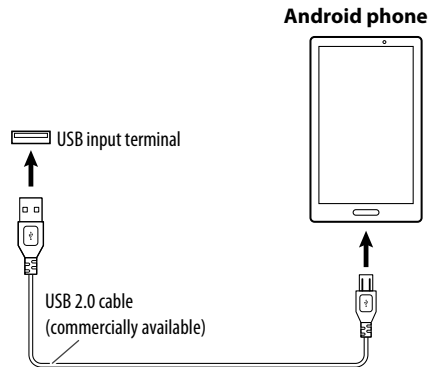 Android phone
USB input terminal
USB 2.0 cable
(commercially available)